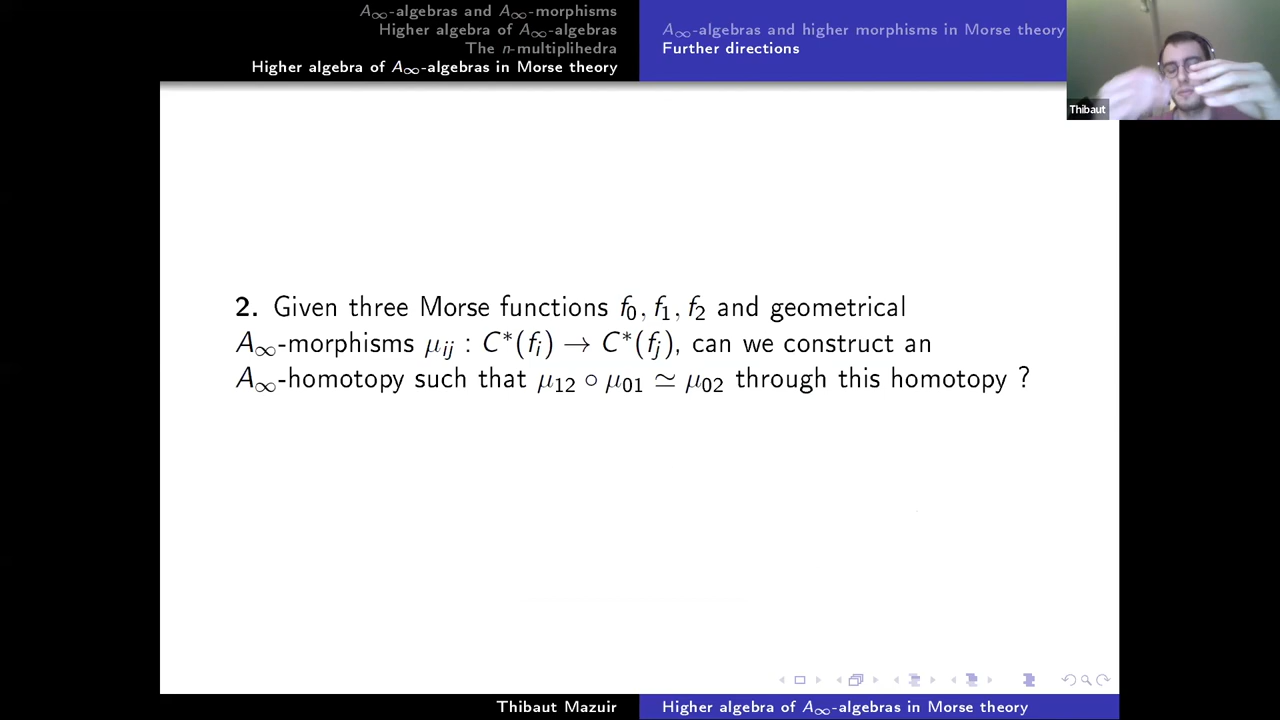 A∞-algebras and A∞-morphisms
Higher algebra of A∞-algebras
The n-multiplihedra
Higher algebra of A∞-algebras in Morse theory
A∞-algebras and higher morphisms in Morse theory
Further directions
Thibaut
2. Given three Morse functions f₀, f₁, f₂ and geometrical
A∞-morphisms μᵢⱼ : C*(fᵢ) → C*(fⱼ), can we construct an
A∞-homotopy such that μ₁₂ ∘ μ₀₁ ≃ μ₀₂ through this homotopy ?
Thibaut Mazuir
Higher algebra of A∞-algebras in Morse theory